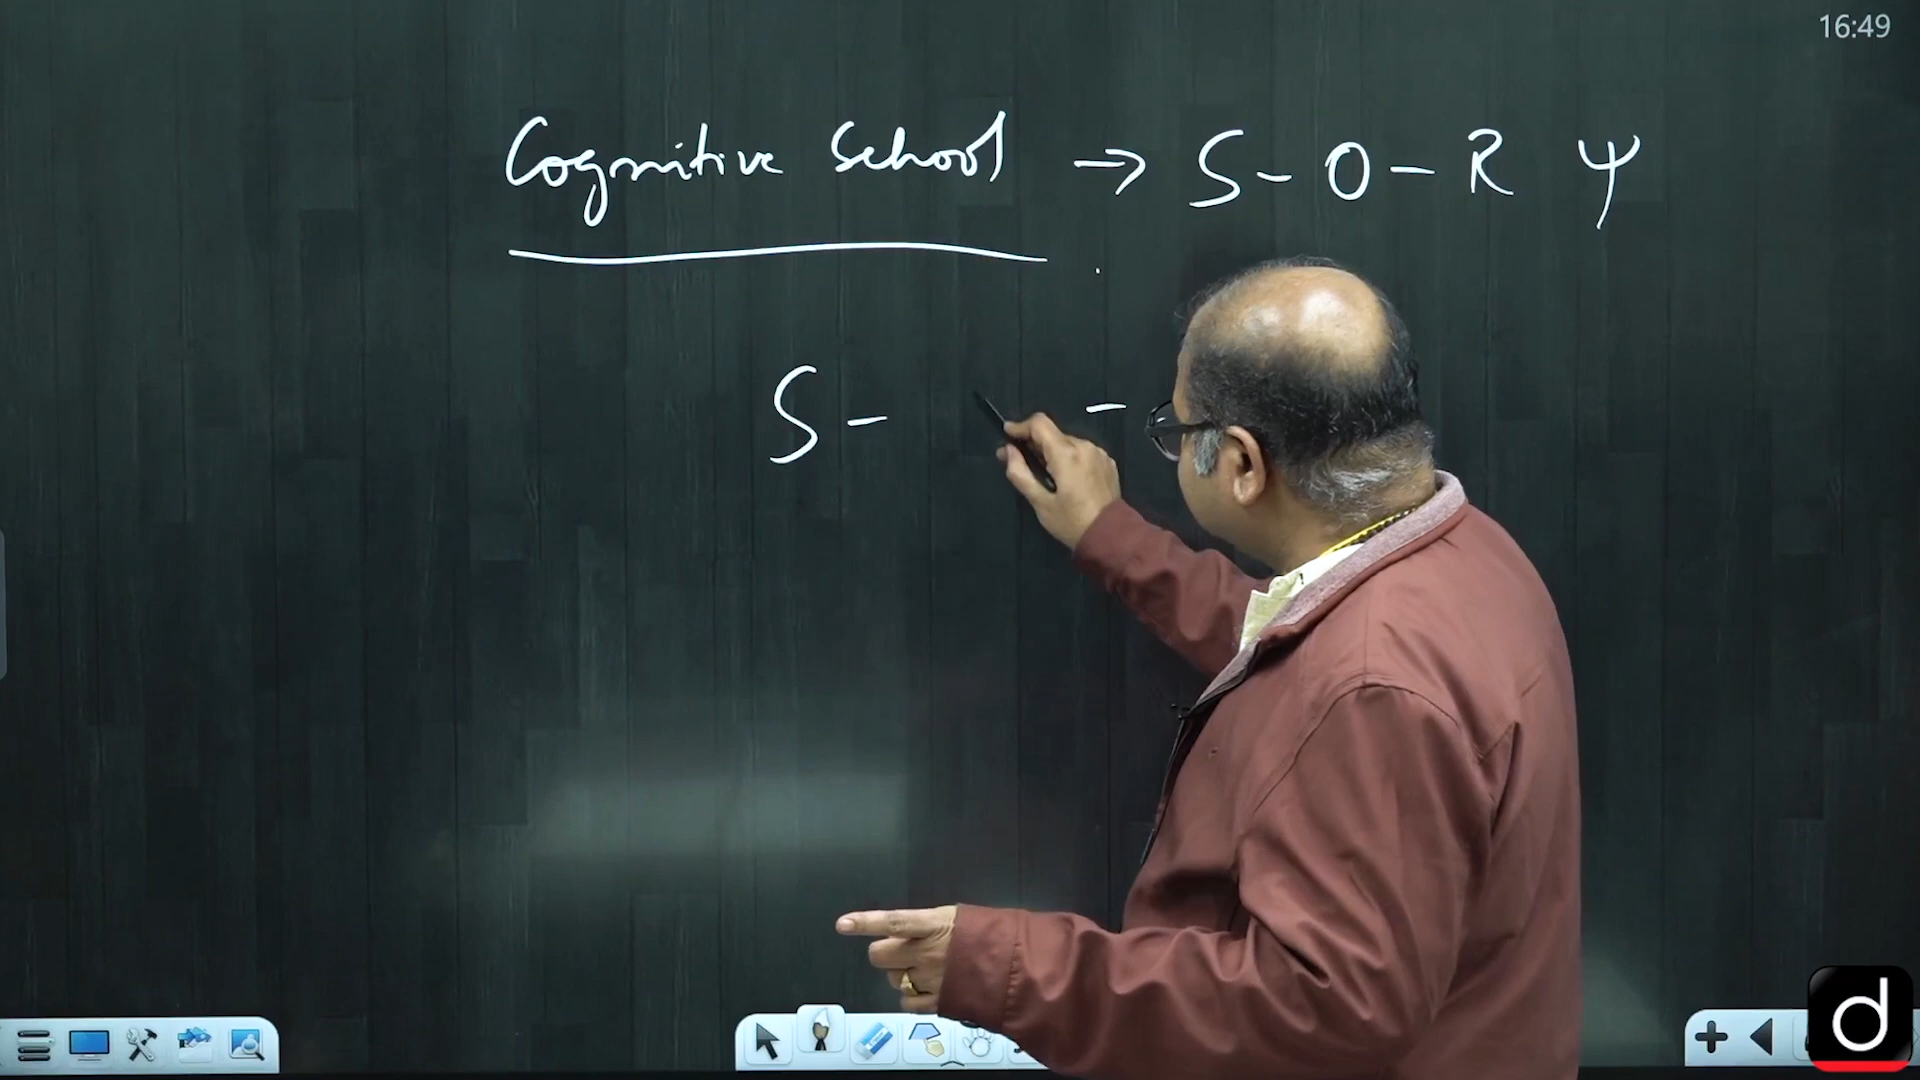 16:49
Cognitive School → S - O - R Ψ
S - -
d